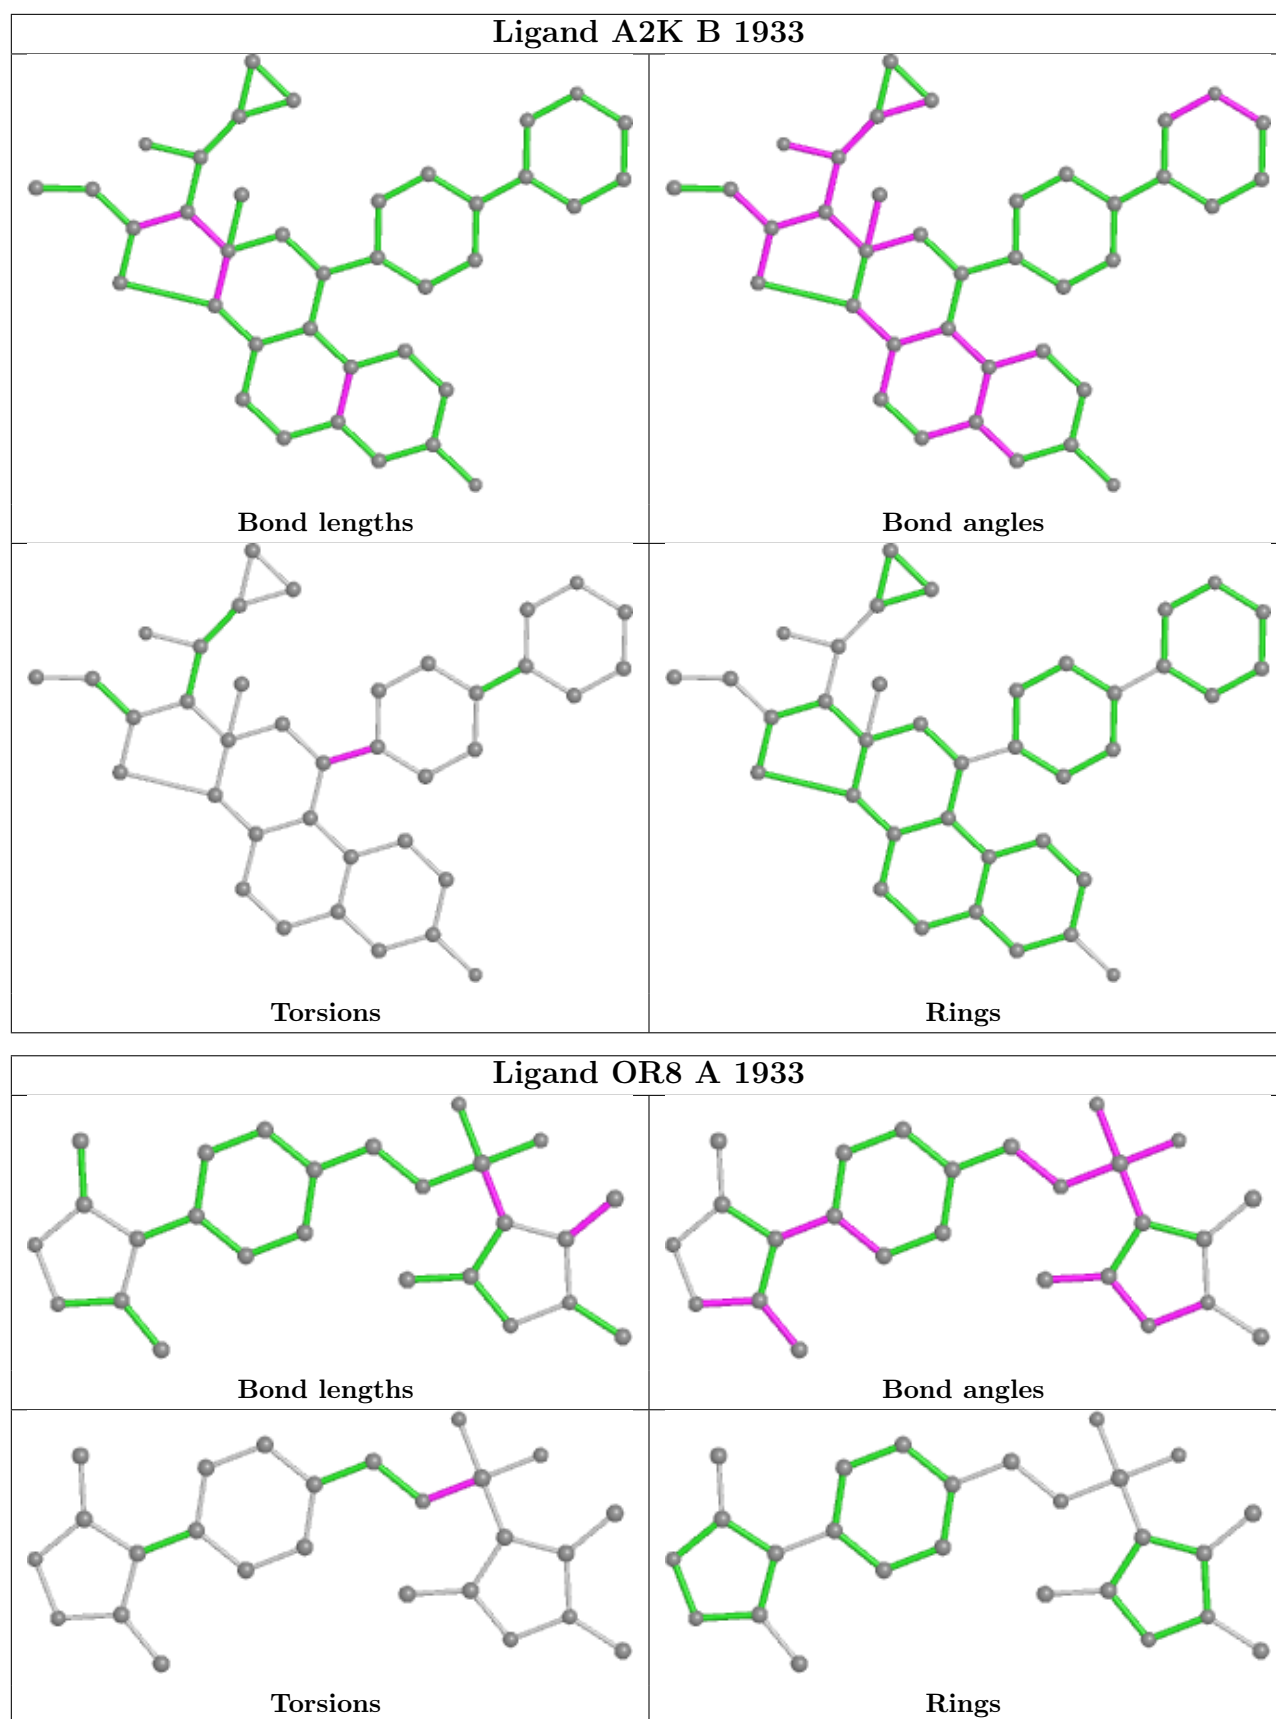 Ligand A2K B 1933
Bond lengths
Bond angles
Torsions
Rings
Ligand OR8 A 1933
Bond lengths
Bond angles
Torsions
Rings